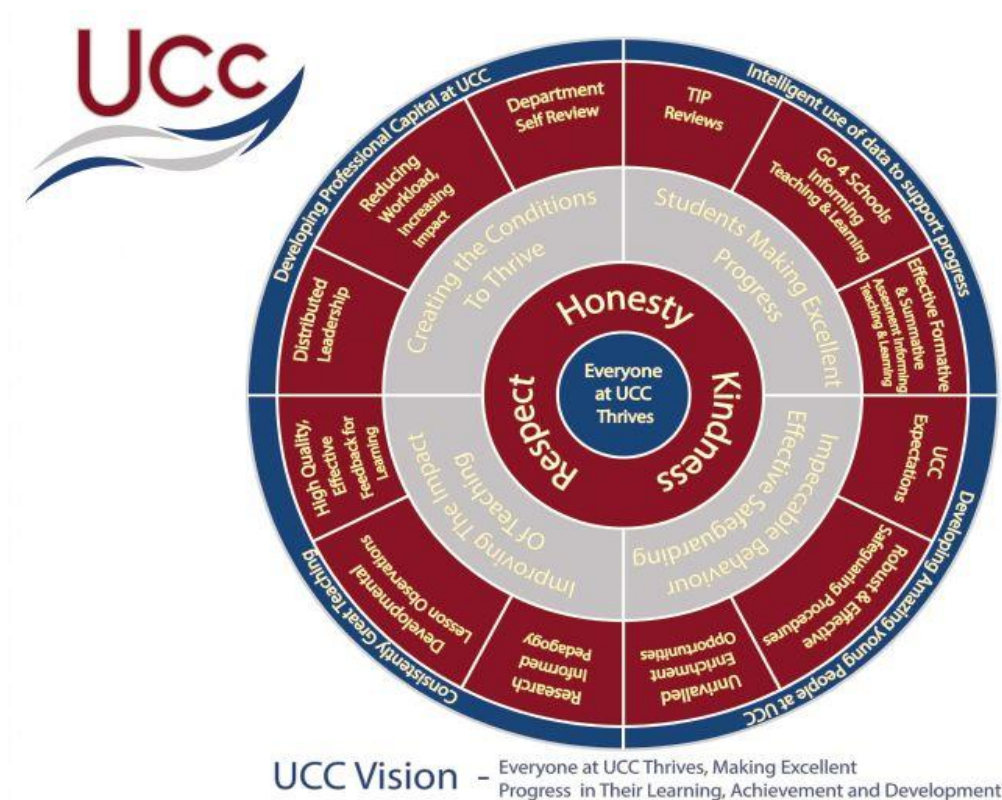 UCc
Developing Professional Capital at UCC
Intelligent use of data to support progress
Developing Amazing young People at UCC
Consistently Great Teaching
Department
Self Review
TIP
Reviews
Go 4 Schools
Informing
Teaching & Learning
Effective Formative
& Summative
Assesment Informing
Teaching & Learning
UCC
Expectations
Robust & Effective
Safeguaring Procedures
Unrivalled
Enrichment
Opportunities
Research
Informed
Pedagogy
Developmental
Lesson Observations
High Quality,
Effective
Feedback for
Learning
Distributed
Leadership
Reducing
Workload,
Increasing
Impact
Creating the Conditions
To Thrive
Students Making Excellent
Progress
Impeccable Behaviour
Effective Safeguarding
Improving The Impact
Of Teaching
Honesty
Kindness
Respect
Everyone
at UCC
Thrives
UCC Vision - Everyone at UCC Thrives, Making Excellent
Progress in Their Learning, Achievement and Development